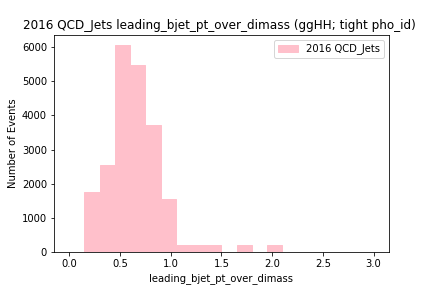 2016 QCD_Jets leading_bjet_pt_over_dimass (ggHH; tight pho_id)
2016 QCD_Jets
6000
5000
4000
3000
2000
1000
0
Number of Events
0.0 0.5 1.0 1.5 2.0 2.5 3.0
leading_bjet_pt_over_dimass